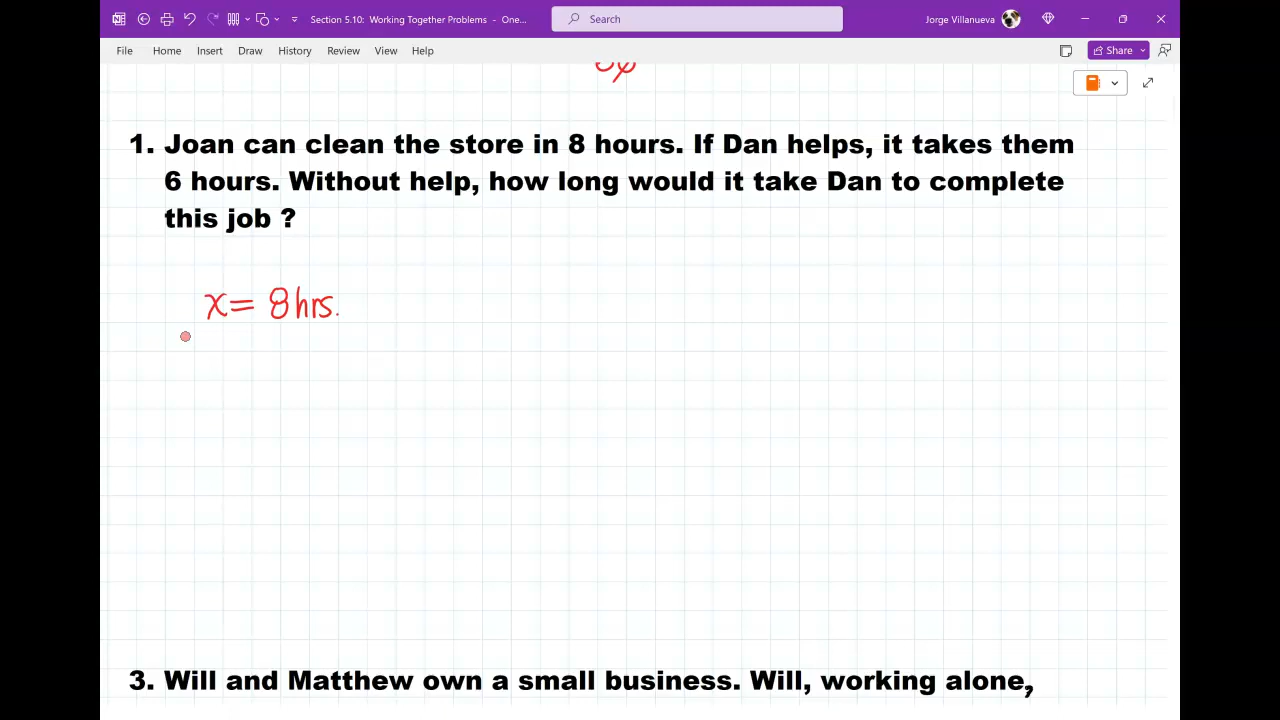 Section 5.10: Working Together Problems - One...
Search
Jorge Villanueva
File Home Insert Draw History Review View Help
Share
1. Joan can clean the store in 8 hours. If Dan helps, it takes them
6 hours. Without help, how long would it take Dan to complete
this job ?
x = 8hrs.
3. Will and Matthew own a small business. Will, working alone,